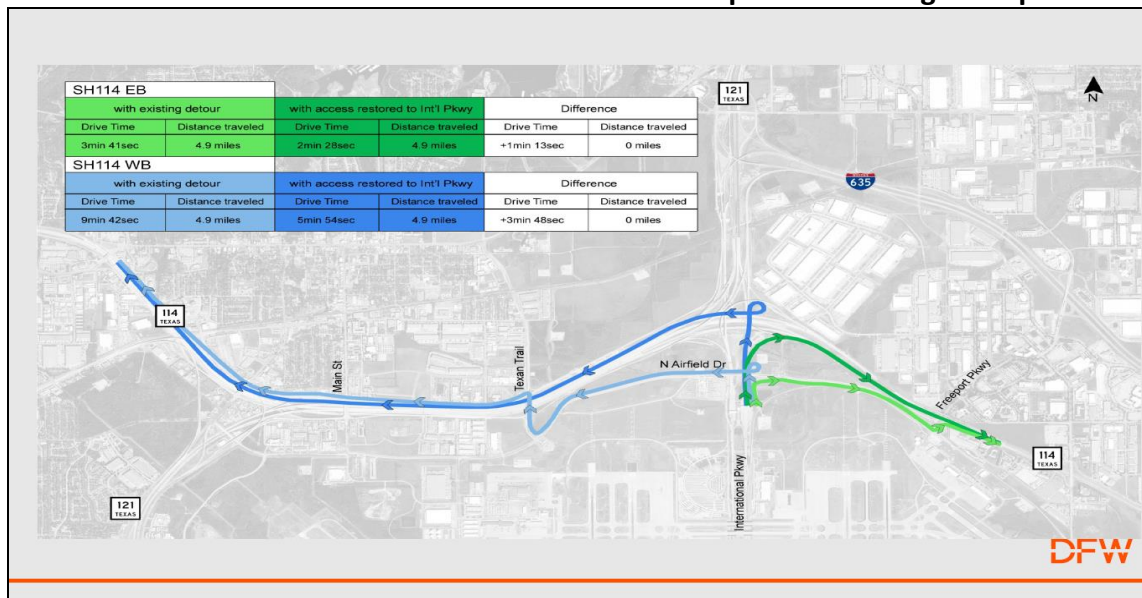 SH114 EB
with existing detour with access restored to Int'l Pkwy Difference
Drive Time Distance traveled Drive Time Distance traveled Drive Time Distance traveled
3min 41sec 4.9 miles 2min 28sec 4.9 miles +1min 13sec 0 miles
SH114 WB
with existing detour with access restored to Int'l Pkwy Difference
Drive Time Distance traveled Drive Time Distance traveled Drive Time Distance traveled
9min 42sec 4.9 miles 5min 54sec 4.9 miles +3min 48sec 0 miles
121
TEXAS
N
635
114
TEXAS
Main St
Texan Trail
N Airfield Dr
Freeport Pkwy
International Pkwy
114
TEXAS
121
TEXAS
DFW